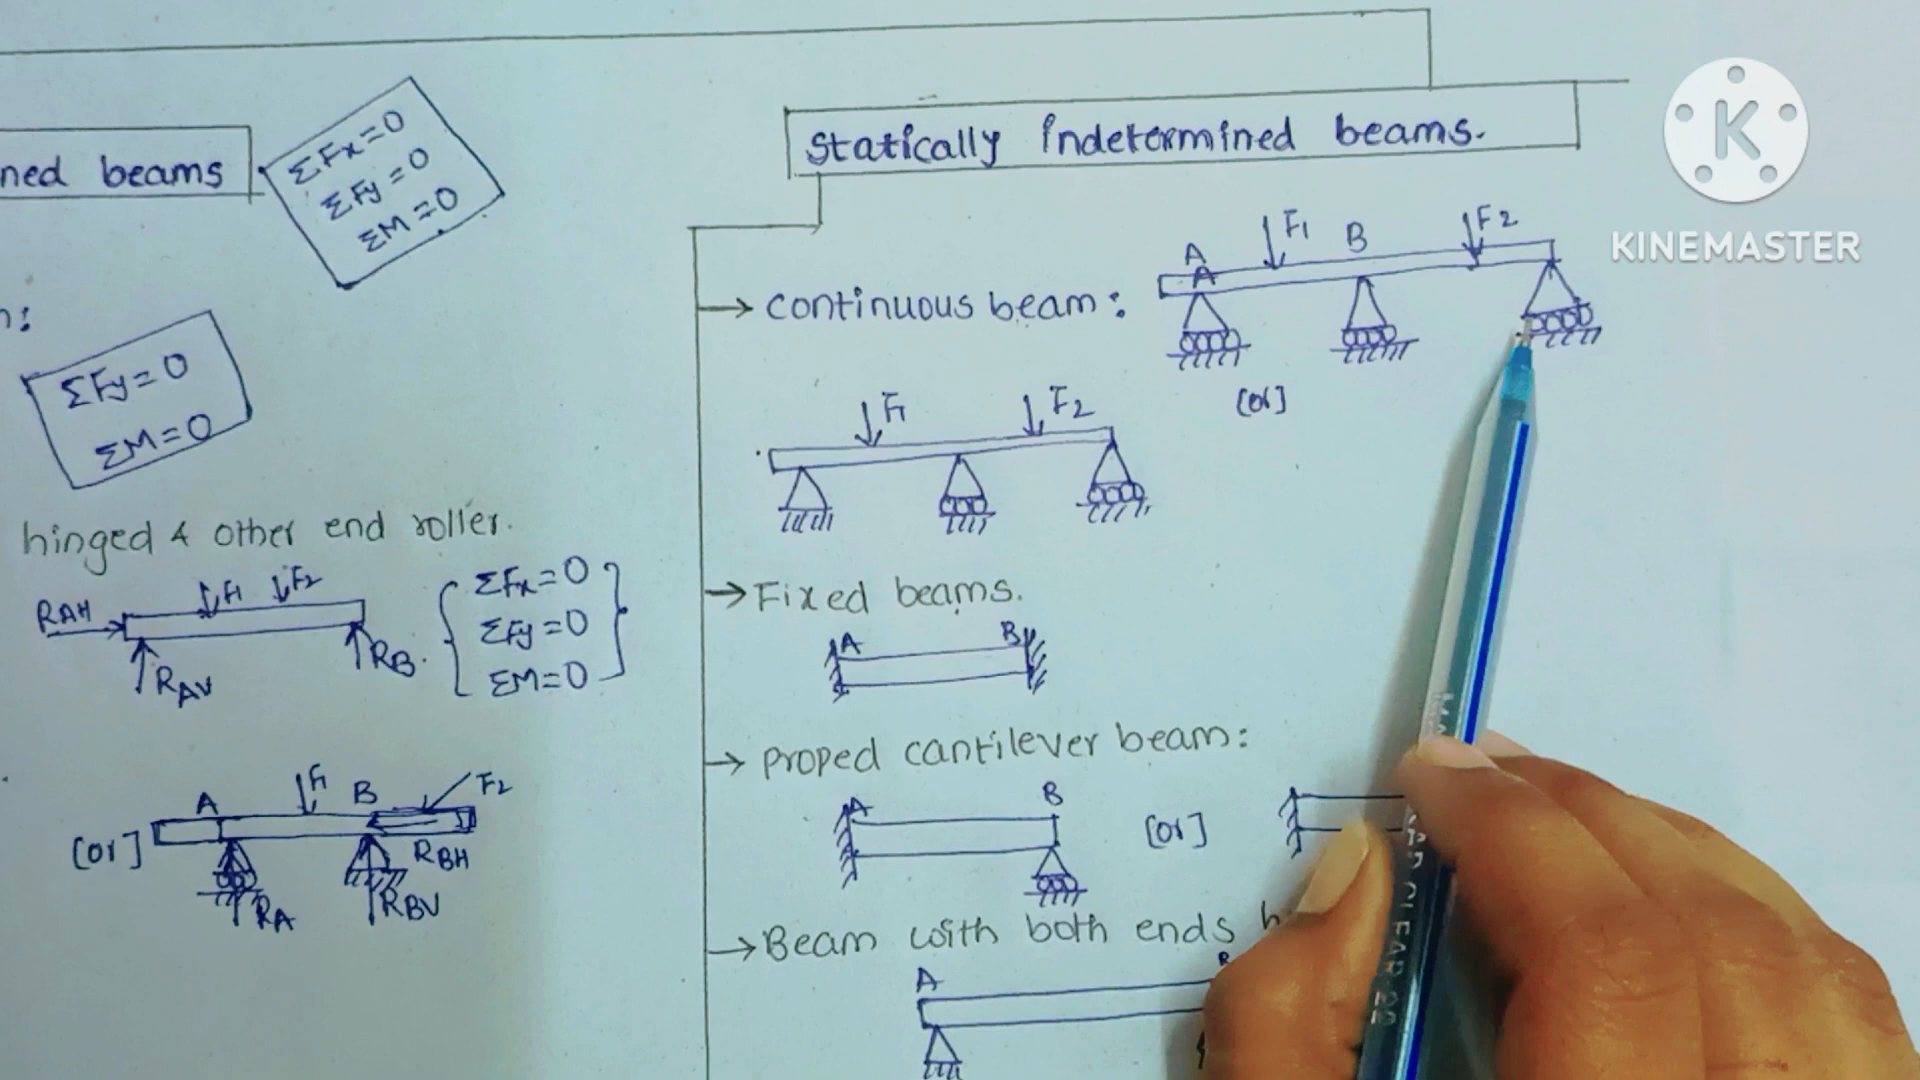 ned beams
ΣFx=0
ΣFy=0
ΣM=0
ΣFy=0
ΣM=0
hinged & other end roller.
RAH
F1
F2
RAV
RB.
ΣFx=0
ΣFy=0
ΣM=0
[or]
A
F1
B
F2
RA
RBV
RBH
Statically indetermined beams.
continuous beam:
A
A
F1
B
F2
[or]
F1
F2
Fixed beams.
A
B
proped cantilever beam:
A
B
[or]
Beam with both ends h
A
B
K
KINEMASTER
CLEAR 22